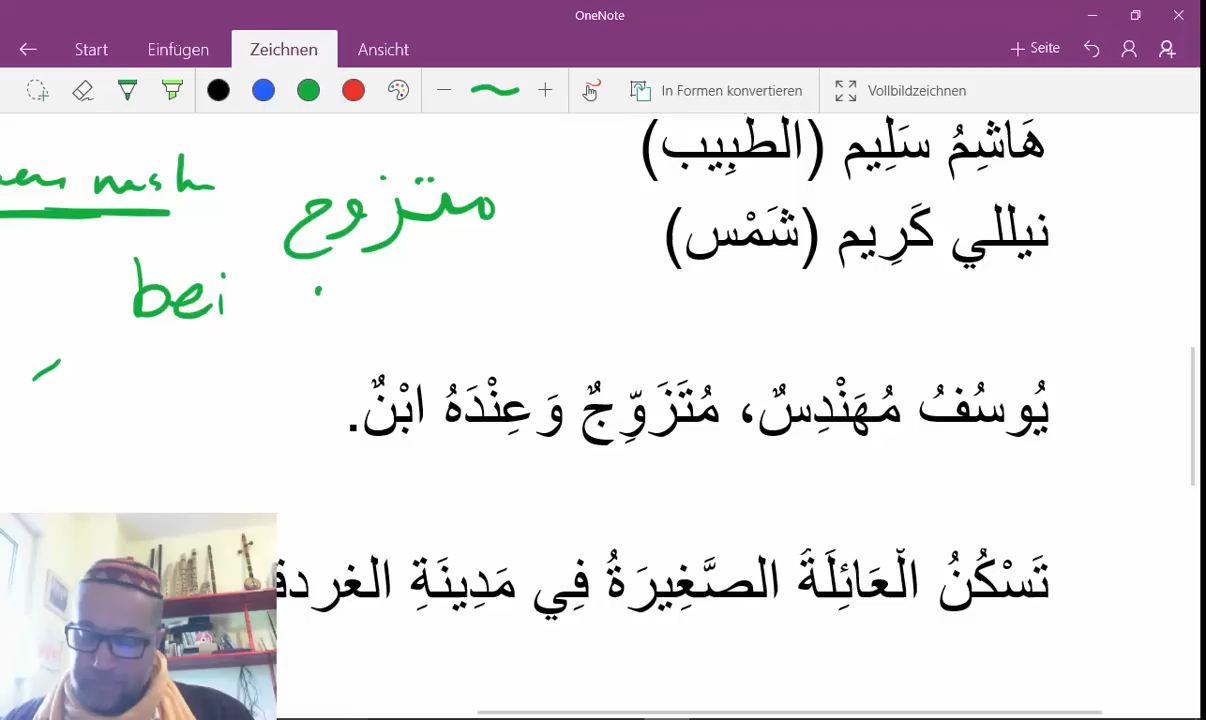 OneNote
Start Einfügen Zeichnen Ansicht Seite
In Formen konvertieren Vollbildzeichnen
هَاشِمُ سَلِيم (الطَبِيب)
متزوج
نيللي كَرِيم (شَمْس)
bei
يُوسُفُ مُهَنْدِسٌ، مُتَزَوِّجٌ وَعِنْدَهُ ابْنٌ.
تَسْكُنُ الْعَائِلَةُ الصَّغِيرَةُ فِي مَدِينَةِ الغردق